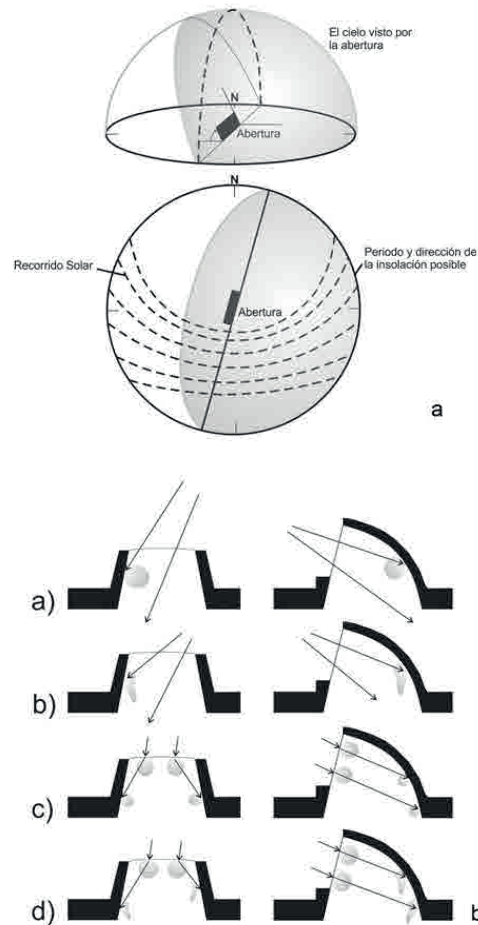 El cielo visto por
la abertura
N
Abertura
N
Recorrido Solar
Periodo y dirección de
la insolación posible
Abertura
a
a)
b)
c)
d)
b